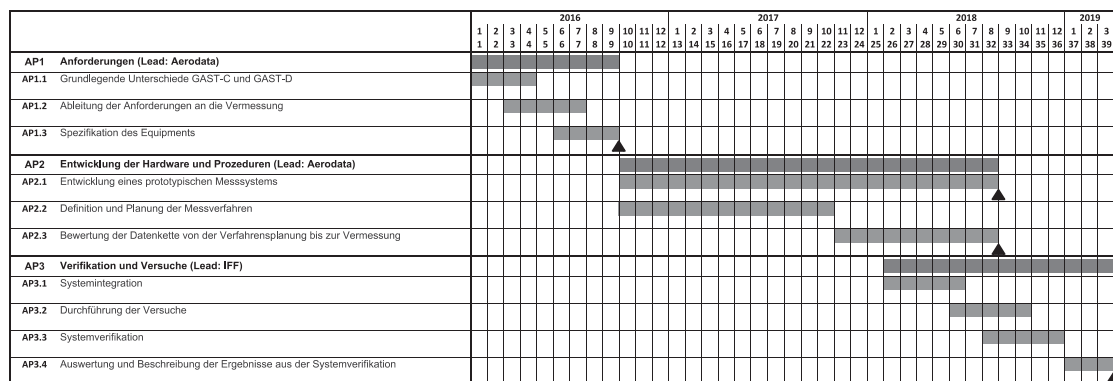 2016 2017 2018 2019
1 2 3 4 5 6 7 8 9 10 11 12 1 2 3 4 5 6 7 8 9 10 11 12 1 2 3 4 5 6 7 8 9 10 11 12 1 2 3
1 2 3 4 5 6 7 8 9 10 11 12 13 14 15 16 17 18 19 20 21 22 23 24 25 26 27 28 29 30 31 32 33 34 35 36 37 38 39
AP1 Anforderungen (Lead: Aerodata)
AP1.1 Grundlegende Unterschiede GAST-C und GAST-D
AP1.2 Ableitung der Anforderungen an die Vermessung
AP1.3 Spezifikation des Equipments
AP2 Entwicklung der Hardware und Prozeduren (Lead: Aerodata)
AP2.1 Entwicklung eines prototypischen Messsystems
AP2.2 Definition und Planung der Messverfahren
AP2.3 Bewertung der Datenkette von der Verfahrensplanung bis zur Vermessung
AP3 Verifikation und Versuche (Lead: IFF)
AP3.1 Systemintegration
AP3.2 Durchführung der Versuche
AP3.3 Systemverifikation
AP3.4 Auswertung und Beschreibung der Ergebnisse aus der Systemverifikation